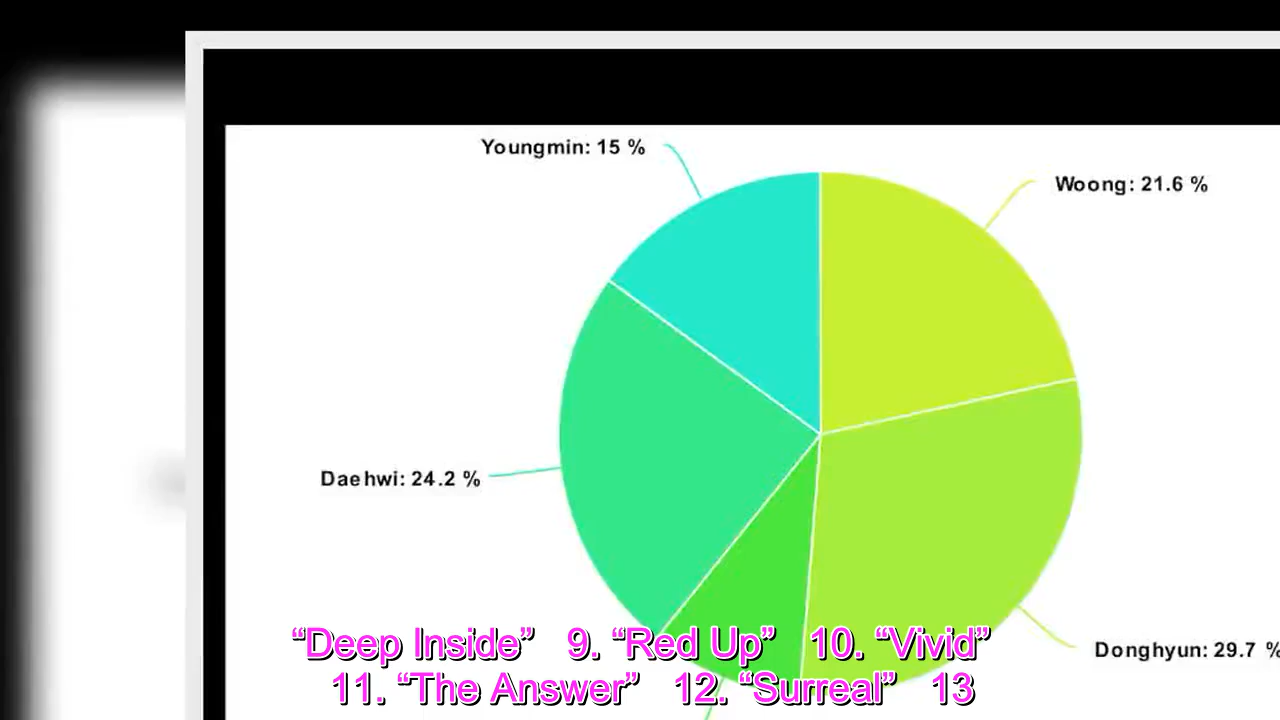 Youngmin: 15 %
Woong: 21.6 %
Daehwi: 24.2 %
Donghyun: 29.7 %
“Deep Inside” 9. “Red Up” 10. “Vivid”
11. “The Answer” 12. “Surreal” 13